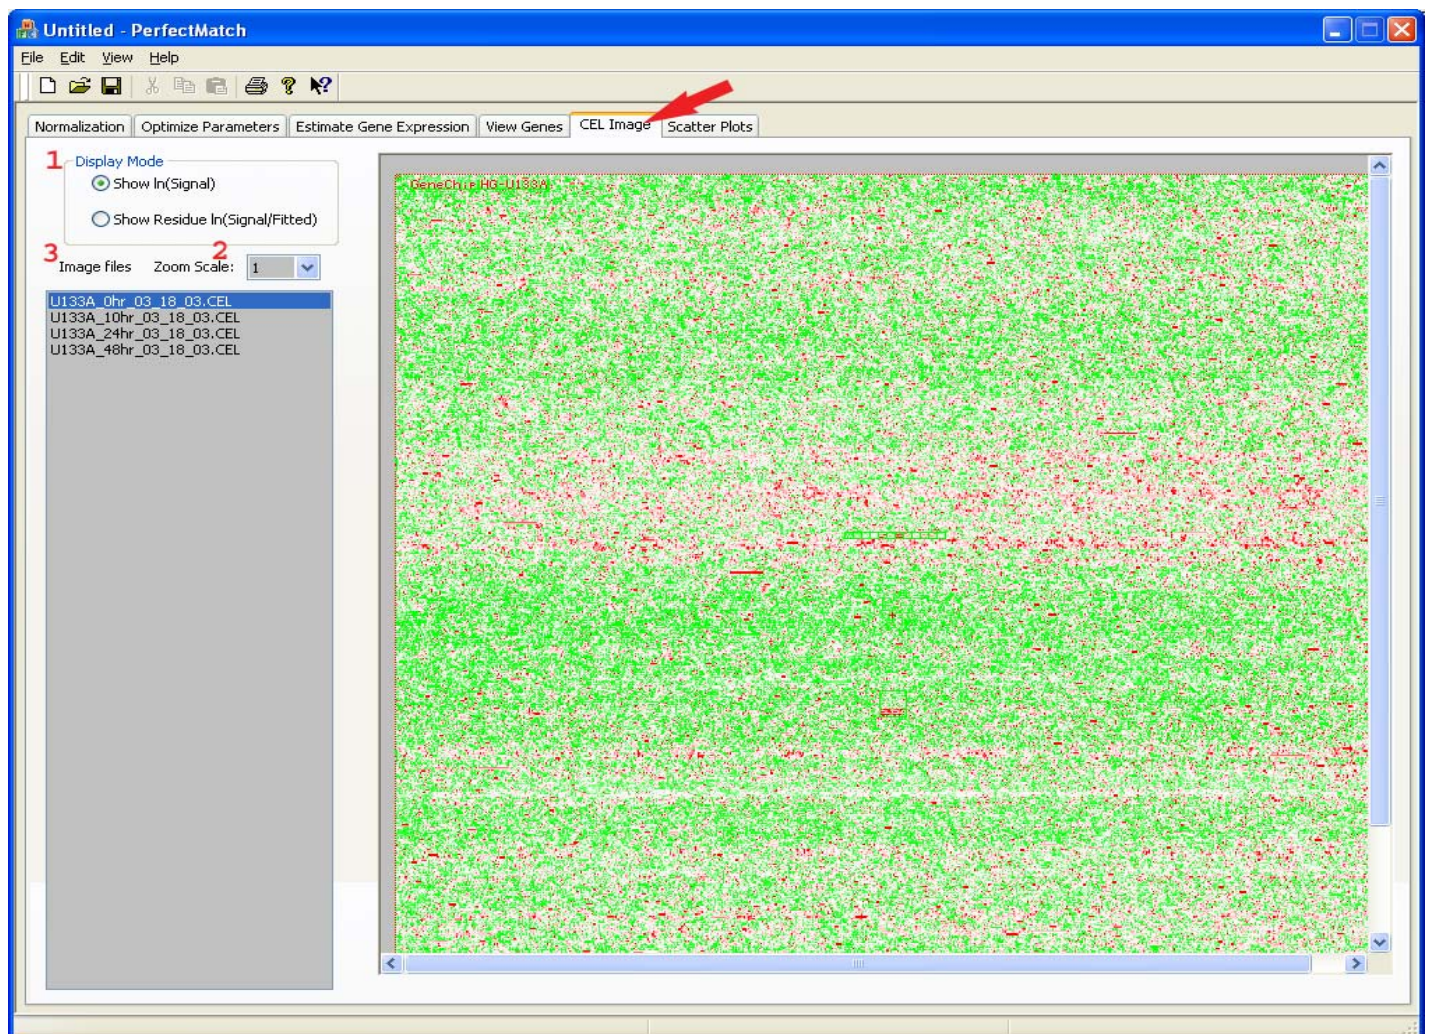 Untitled - PerfectMatch
File Edit View Help
Normalization Optimize Parameters Estimate Gene Expression View Genes CEL Image Scatter Plots
1 Display Mode
Show ln(Signal)
Show Residue ln(Signal/Fitted)
3 Image files 2 Zoom Scale: 1
U133A_0hr_03_18_03.CEL
U133A_10hr_03_18_03.CEL
U133A_24hr_03_18_03.CEL
U133A_48hr_03_18_03.CEL
GeneChip HG-U133A